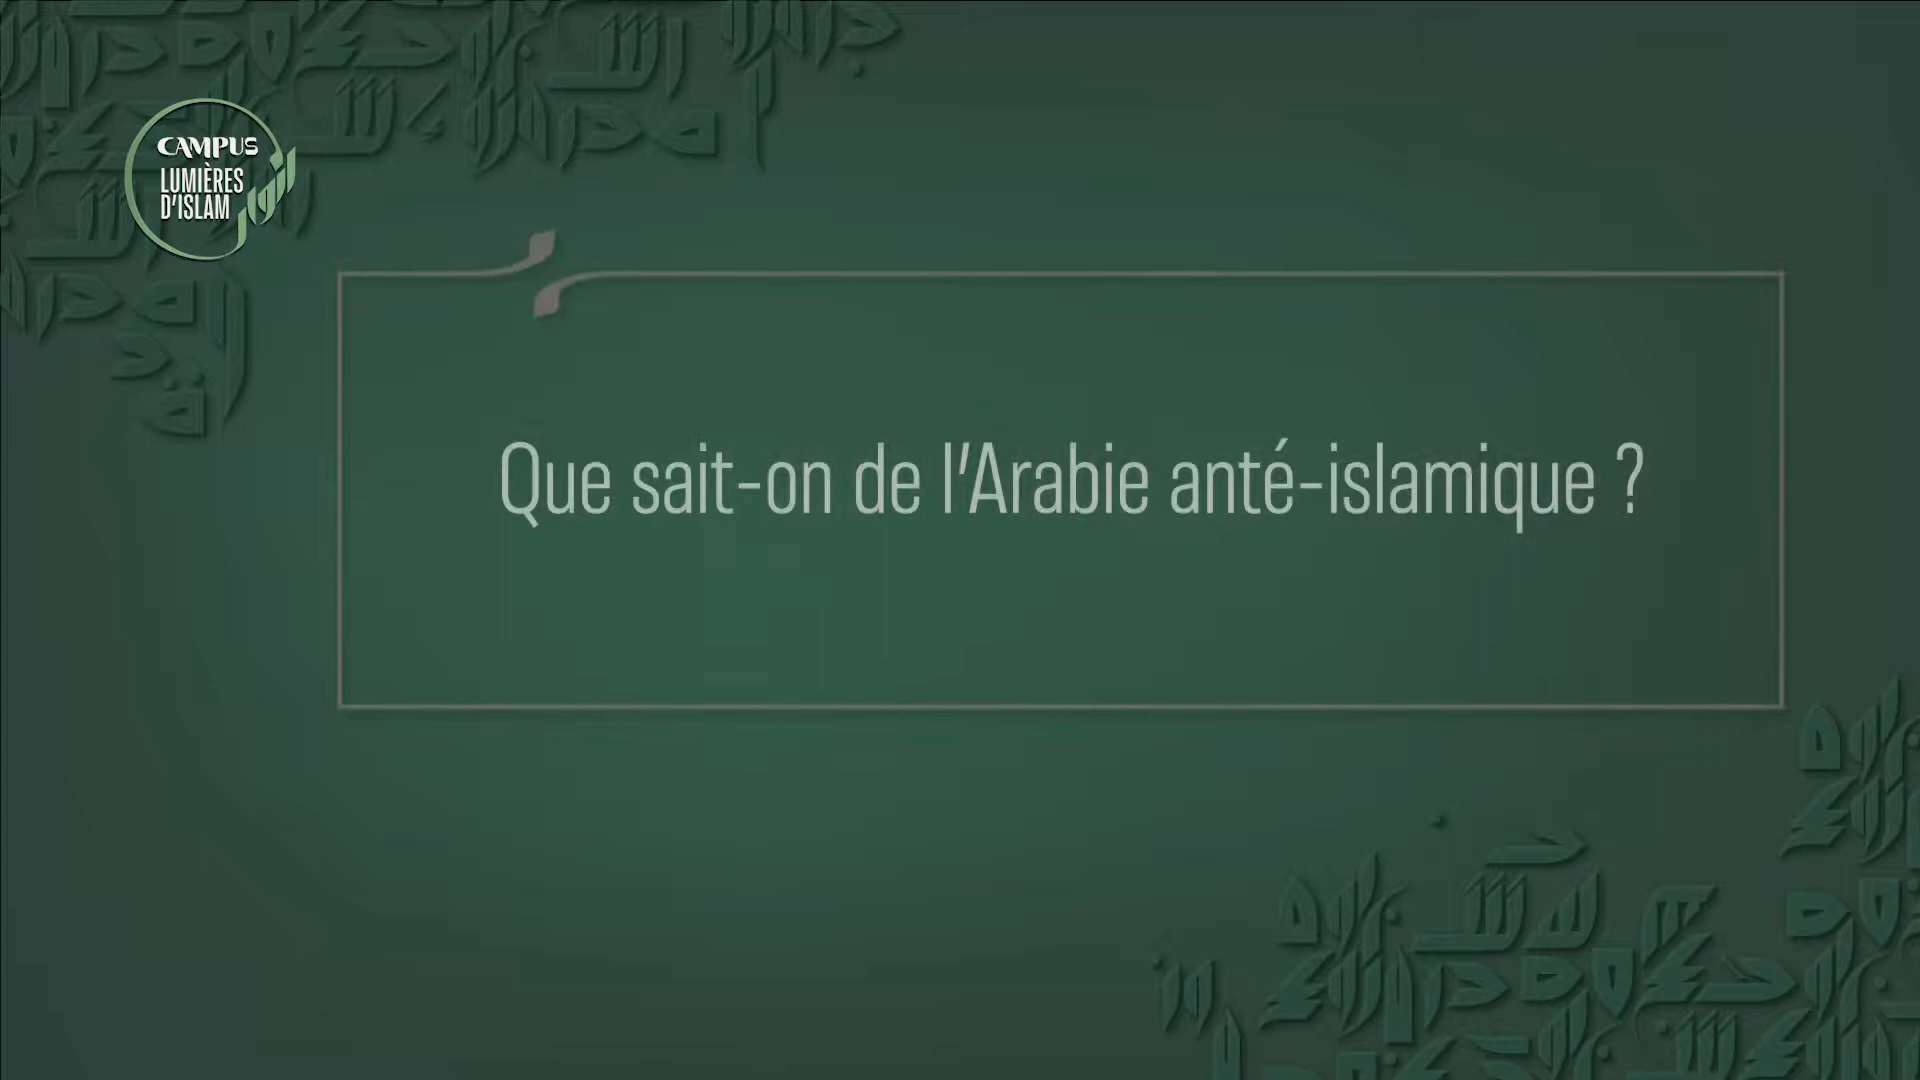 CAMPUS
LUMIÈRES
D'ISLAM
Que sait-on de l'Arabie anté-islamique ?